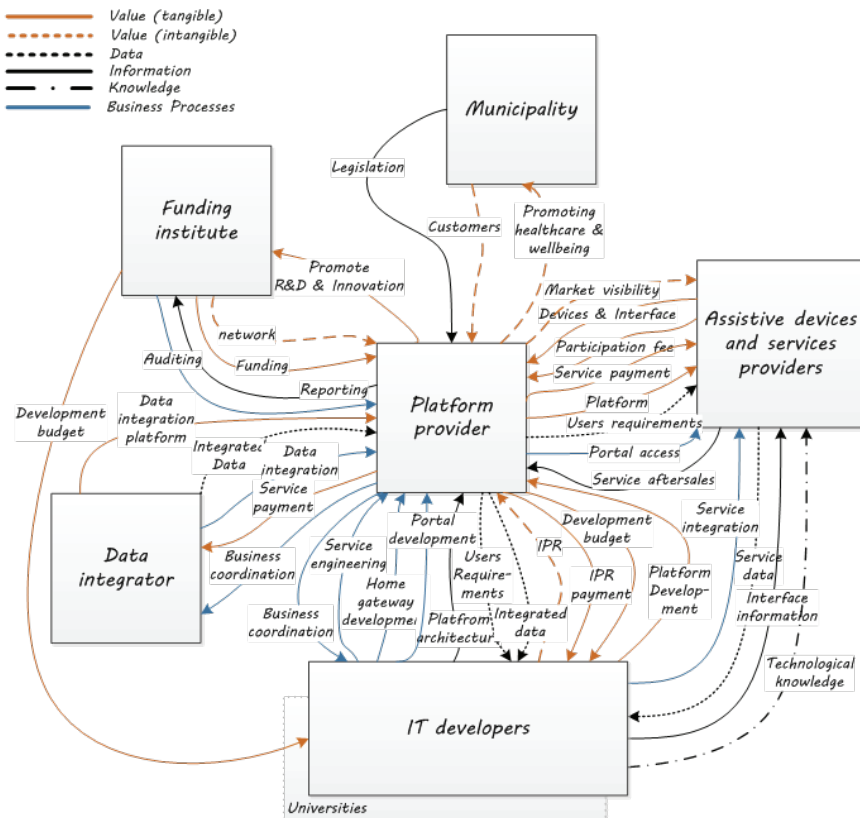 Value (tangible)
Value (intangible)
Data
Information
Knowledge
Business Processes
Municipality
Legislation
Funding
institute
Customers
Promoting
healthcare &
wellbeing
Promote
R&D & Innovation
Market visibility
Devices & Interface
Assistive devices
and services
providers
network
Participation fee
Auditing
Funding
Service payment
Reporting
Platform
provider
Platform
Development
budget
Data
integration
platform
Users requirements
Integrated
Data
Data
integration
Portal access
Service
payment
Service aftersales
Data
integrator
Business
coordination
Service
engineering
Portal
development
Development
budget
Service
integration
Users
Require-
ments
IPR
Home
gateway
developmen
IPR
payment
Platform
Develop-
ment
Service
data
Business
coordination
Platfrom
architectur
Integrated
data
Interface
information
Technological
knowledge
IT developers
Universities